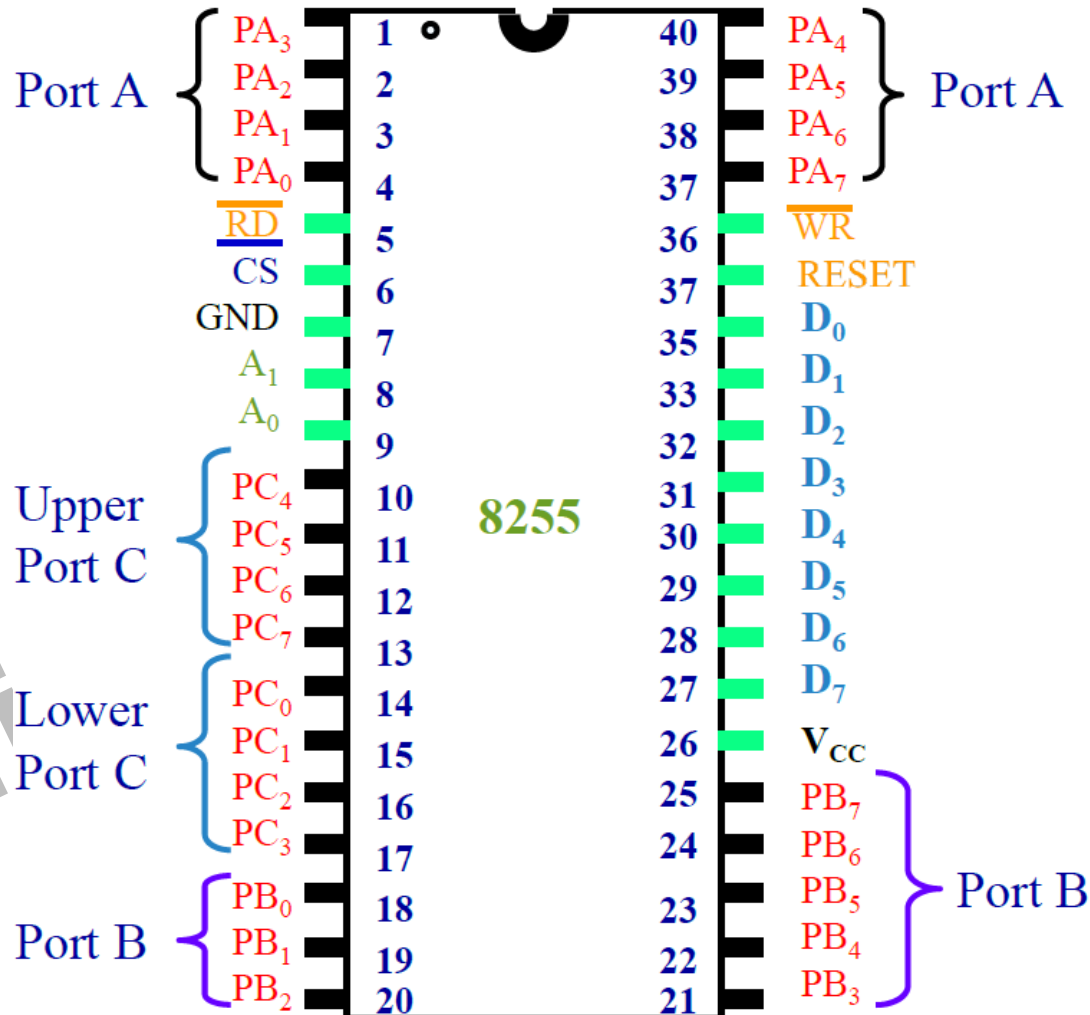 PA₃ 1 40 PA₄
Port A PA₂ 2 39 PA₅ Port A
PA₁ 3 38 PA₆
PA₀ 4 37 PA₇
R̅D̅ 5 36 W̅R̅
C̅S̅ 6 37 RESET
GND 7 35 D₀
A₁ 8 33 D₁
A₀ 9 32 D₂
Upper PC₄ 10 8255 31 D₃
Port C PC₅ 11 30 D₄
PC₆ 12 29 D₅
PC₇ 13 28 D₆
Lower PC₀ 14 27 D₇
Port C PC₁ 15 26 V_CC
PC₂ 16 25 PB₇
PC₃ 17 24 PB₆
PB₀ 18 23 PB₅ Port B
Port B PB₁ 19 22 PB₄
PB₂ 20 21 PB₃